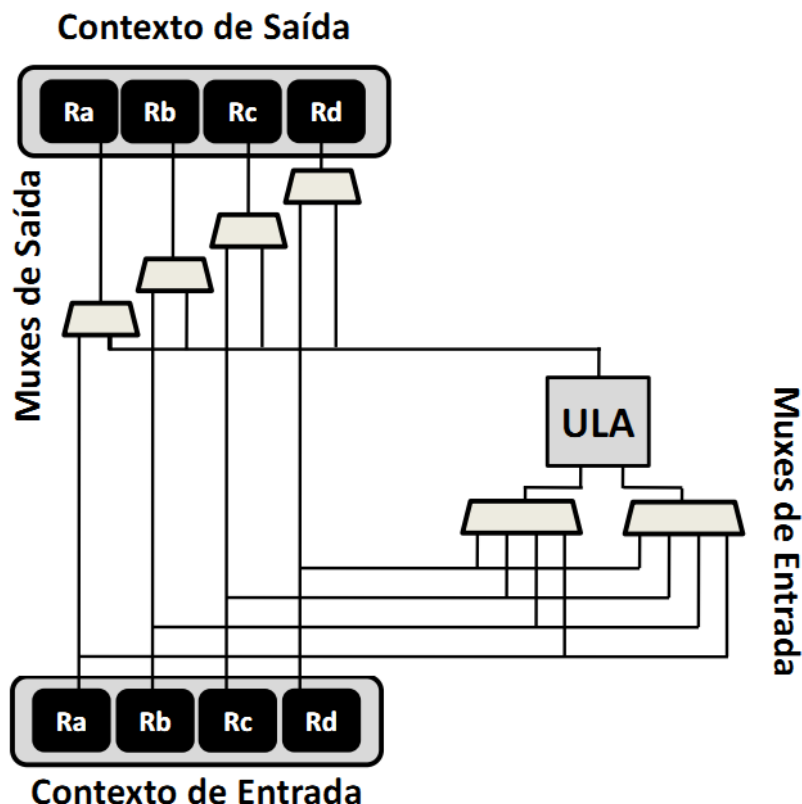 Contexto de Saída
Ra Rb Rc Rd
Muxes de Saída
ULA
Muxes de Entrada
Ra Rb Rc Rd
Contexto de Entrada